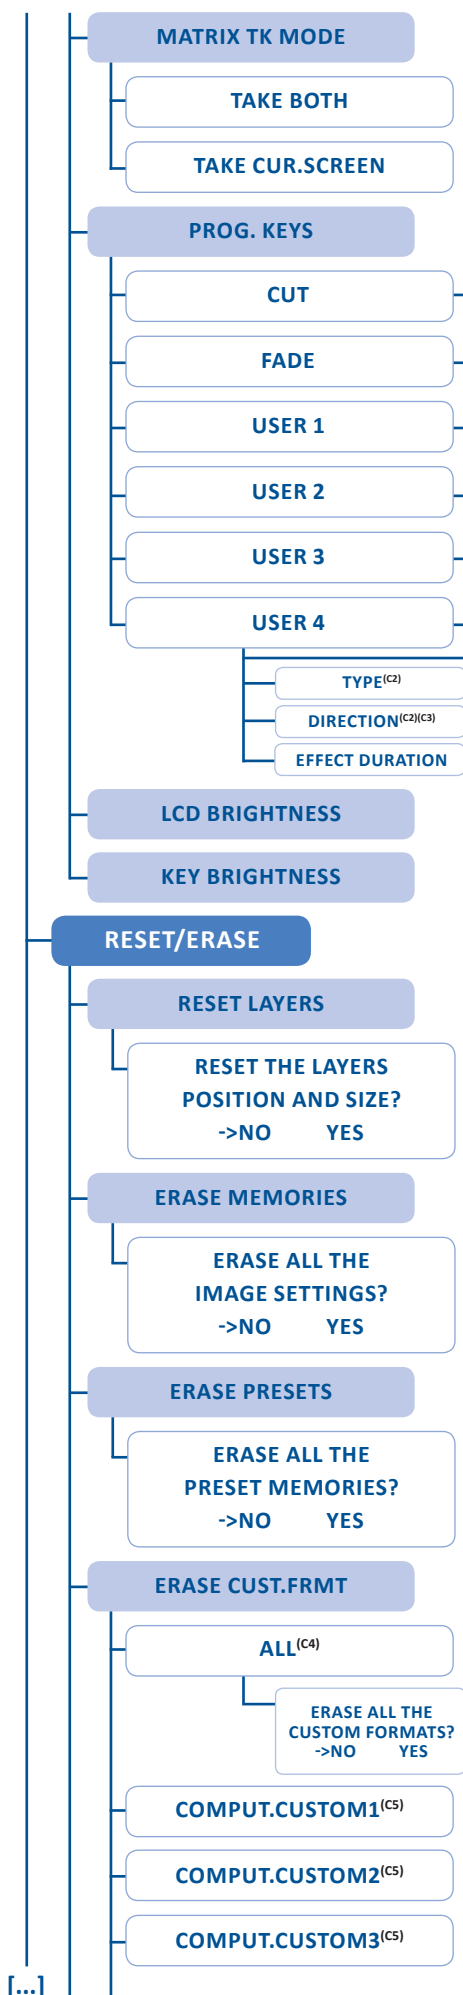 MATRIX TK MODE
TAKE BOTH
TAKE CUR.SCREEN
PROG. KEYS
CUT
FADE
USER 1
USER 2
USER 3
USER 4
TYPE(C2)
DIRECTION(C2)(C3)
EFFECT DURATION
LCD BRIGHTNESS
KEY BRIGHTNESS
RESET/ERASE
RESET LAYERS
RESET THE LAYERS
POSITION AND SIZE?
->NO YES
ERASE MEMORIES
ERASE ALL THE
IMAGE SETTINGS?
->NO YES
ERASE PRESETS
ERASE ALL THE
PRESET MEMORIES?
->NO YES
ERASE CUST.FRMT
ALL(C4)
ERASE ALL THE
CUSTOM FORMATS?
->NO YES
COMPUT.CUSTOM1(C5)
COMPUT.CUSTOM2(C5)
COMPUT.CUSTOM3(C5)
[...]